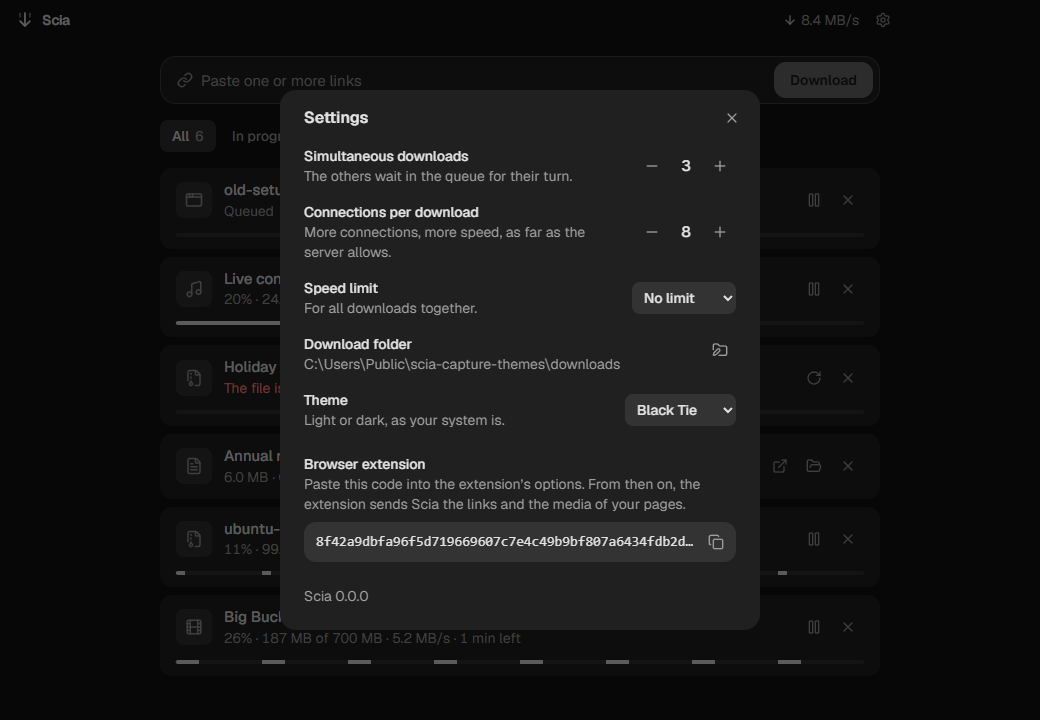 Scia
8.4 MB/s
Paste one or more links
Download
All 6
In progr
Settings
Simultaneous downloads
The others wait in the queue for their turn.
3
Connections per download
More connections, more speed, as far as the
server allows.
8
Speed limit
For all downloads together.
No limit
Download folder
C:\Users\Public\scia-capture-themes\downloads
Theme
Light or dark, as your system is.
Black Tie
Browser extension
Paste this code into the extension's options. From then on, the
extension sends Scia the links and the media of your pages.
8f42a9dbfa96f5d719669607c7e4c49b9bf807a6434fdb2d…
Scia 0.0.0
old-setu
Queued
Live con
20% · 24
Holiday
The file is
Annual r
6.0 MB ·
ubuntu-
11% · 99
Big Buc
26% · 187 MB of 700 MB · 5.2 MB/s · 1 min left